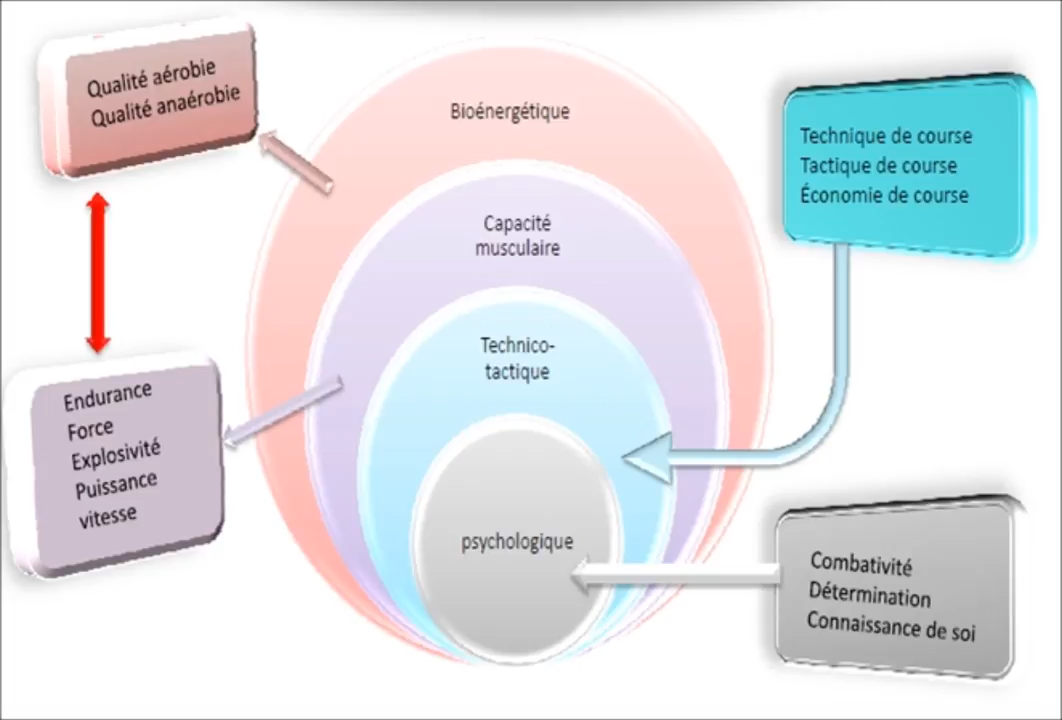 Qualité aérobie
Qualité anaérobie
Bioénergétique
Technique de course
Tactique de course
Économie de course
Capacité
musculaire
Technico-
tactique
Endurance
Force
Explosivité
Puissance
vitesse
psychologique
Combativité
Détermination
Connaissance de soi